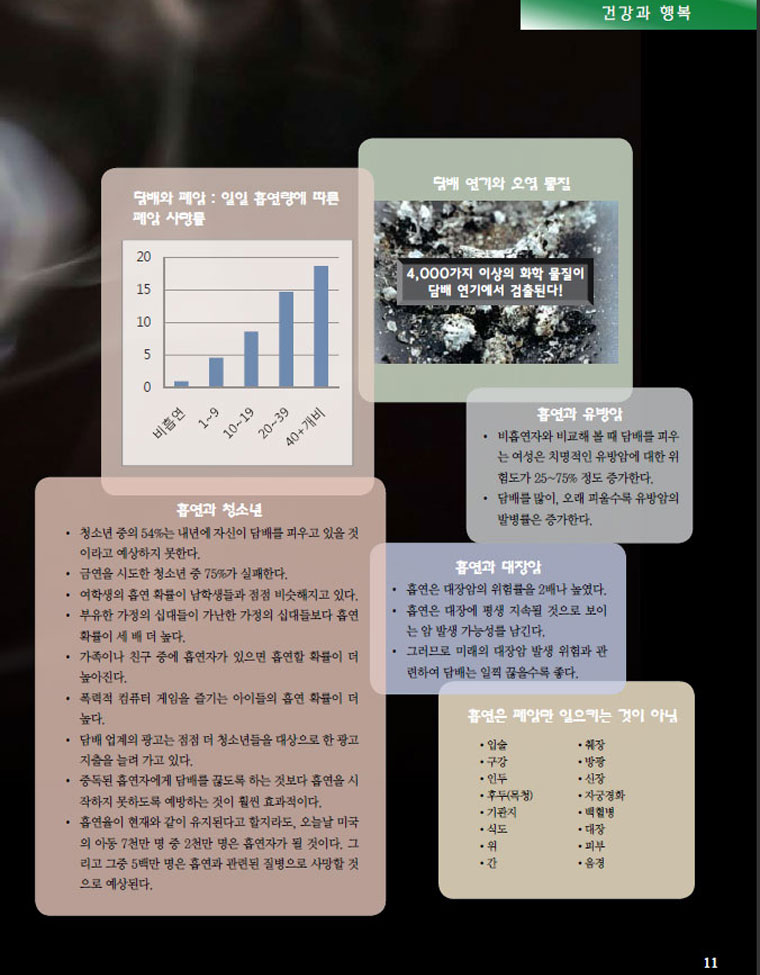 건강과 행복
담배와 폐암 : 일일 흡연량에 따른
폐암 사망률
20
15
10
5
0
비흡연
1~9
10~19
20~39
40+개비
담배 연기와 오염 물질
4,000가지 이상의 화학 물질이
담배 연기에서 검출된다!
흡연과 유방암
• 비흡연자와 비교해 볼 때 담배를 피우
는 여성은 치명적인 유방암에 대한 위
험도가 25~75% 정도 증가한다.
• 담배를 많이, 오래 피울수록 유방암의
발병률은 증가한다.
흡연과 청소년
• 청소년 중의 54%는 내년에 자신이 담배를 피우고 있을 것
이라고 예상하지 못한다.
• 금연을 시도한 청소년 중 75%가 실패한다.
• 여학생의 흡연 확률이 남학생들과 점점 비슷해지고 있다.
• 부유한 가정의 십대들이 가난한 가정의 십대들보다 흡연
확률이 세 배 더 높다.
• 가족이나 친구 중에 흡연자가 있으면 흡연할 확률이 더
높아진다.
• 폭력적 컴퓨터 게임을 즐기는 아이들의 흡연 확률이 더
높다.
• 담배 업계의 광고는 점점 더 청소년들을 대상으로 한 광고
지출을 늘려 가고 있다.
• 중독된 흡연자에게 담배를 끊도록 하는 것보다 흡연을 시
작하지 못하도록 예방하는 것이 훨씬 효과적이다.
• 흡연율이 현재와 같이 유지된다고 할지라도, 오늘날 미국
의 아동 7천만 명 중 2천만 명은 흡연자가 될 것이다. 그
리고 그중 5백만 명은 흡연과 관련된 질병으로 사망할 것
으로 예상된다.
흡연과 대장암
• 흡연은 대장암의 위험률을 2배나 높였다.
• 흡연은 대장에 평생 지속될 것으로 보이
는 암 발생 가능성를 남긴다.
• 그러므로 미래의 대장암 발생 위험과 관
련하여 담배는 일찍 끊을수록 좋다.
흡연은 폐암만 일으키는 것이 아님
• 입술
• 구강
• 인두
• 후두(목청)
• 기관지
• 식도
• 위
• 간
• 췌장
• 방광
• 신장
• 자궁경화
• 백혈병
• 대장
• 피부
• 음경
11